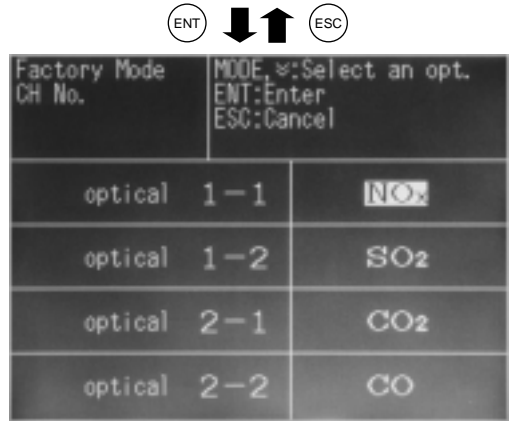 ENT ESC
Factory Mode MODE, ≫:Select an opt.
CH No. ENT:Enter
ESC:Cancel
optical 1-1 NOx
optical 1-2 SO2
optical 2-1 CO2
optical 2-2 CO